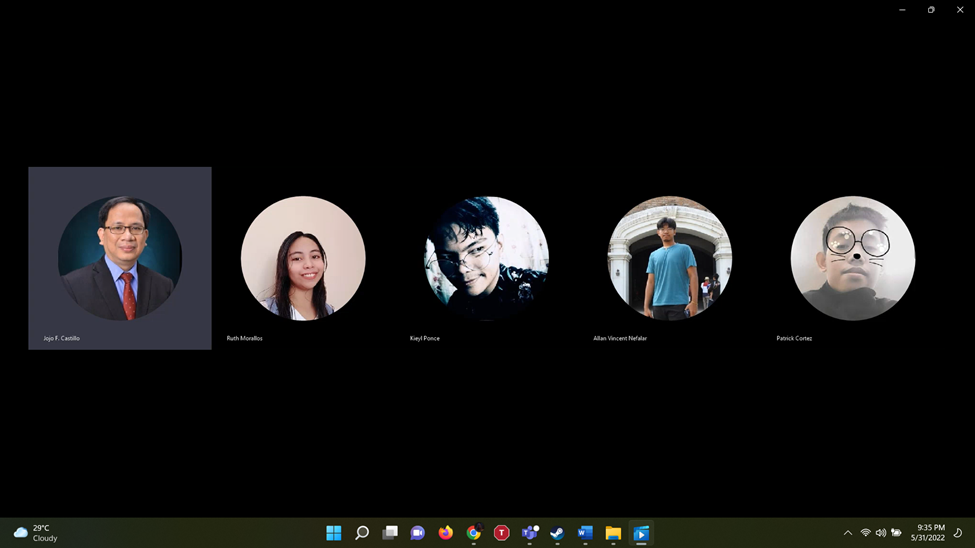 Jojo F. Castillo
Ruth Morallos
Kieyl Ponce
Allan Vincent Nefalar
Patrick Cortez
29°C
Cloudy
T
W
9:35 PM
5/31/2022